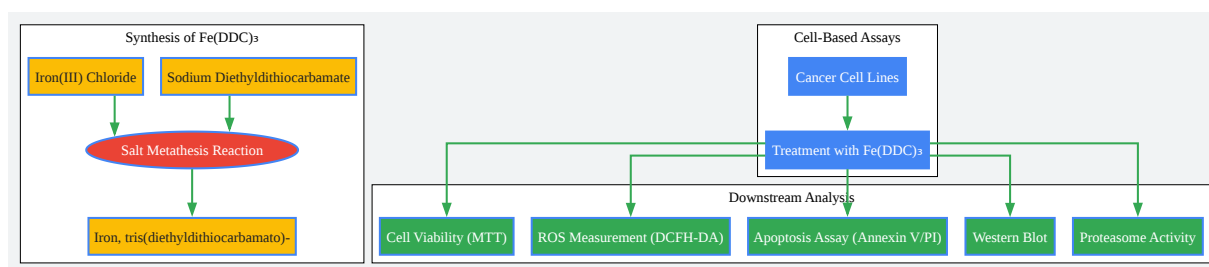 Synthesis of Fe(DDC)₃
Iron(III) Chloride
Sodium Diethyldithiocarbamate
Salt Metathesis Reaction
Iron, tris(diethyldithiocarbamato)-
Cell-Based Assays
Cancer Cell Lines
Treatment with Fe(DDC)₃
Downstream Analysis
Cell Viability (MTT)
ROS Measurement (DCFH-DA)
Apoptosis Assay (Annexin V/PI)
Western Blot
Proteasome Activity